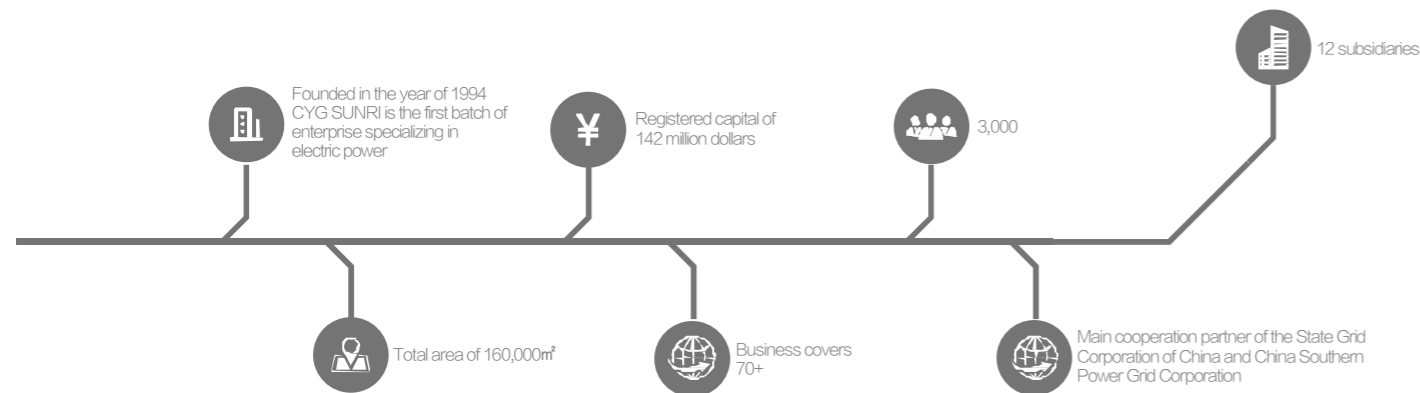 12 subsidiaries
Founded in the year of 1994
CYG SUNRI is the first batch of
enterprise specializing in
electric power
¥
Registered capital of
142 million dollars
3,000
Total area of 160,000㎡
Business covers
70+
Main cooperation partner of the State Grid
Corporation of China and China Southern
Power Grid Corporation